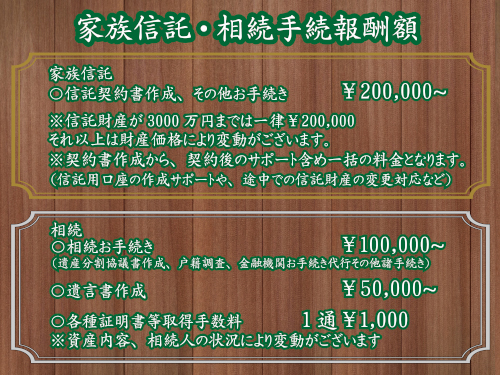 家族信託・相続手続報酬額
家族信託
○信託契約書作成、その他お手続き　￥200,000~
※信託財産が3000万円までは一律￥200,000
それ以上は財産価格により変動がございます。
※契約書作成から、契約後のサポート含め一括の料金となります。
（信託用口座の作成サポートや、途中での信託財産の変更対応など）
相続
○相続お手続き　￥100,000~
（遺産分割協議書作成、戸籍調査、金融機関お手続き代行その他諸手続き）
○遺言書作成　￥50,000~
○各種証明書等取得手数料　1通￥1,000
※資産内容、相続人の状況により変動がございます